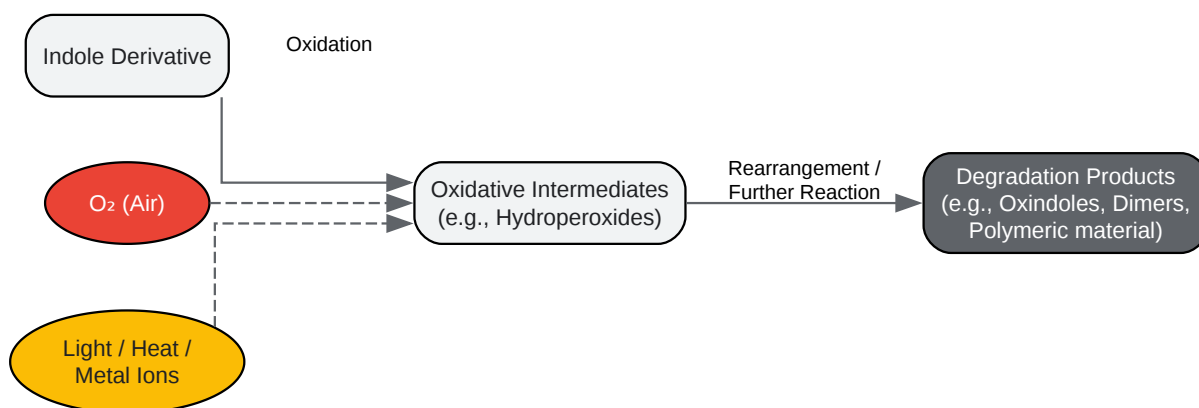 Indole Derivative
Oxidation
O₂ (Air)
Oxidative Intermediates
(e.g., Hydroperoxides)
Rearrangement /
Further Reaction
Degradation Products
(e.g., Oxindoles, Dimers,
Polymeric material)
Light / Heat /
Metal Ions